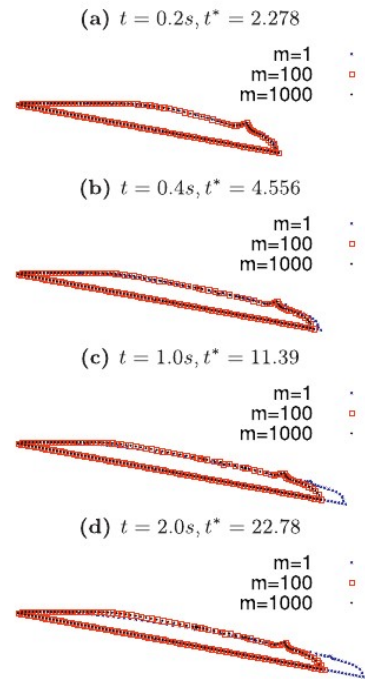 (a) t = 0.2s, t* = 2.278
m=1
m=100
m=1000
(b) t = 0.4s, t* = 4.556
m=1
m=100
m=1000
(c) t = 1.0s, t* = 11.39
m=1
m=100
m=1000
(d) t = 2.0s, t* = 22.78
m=1
m=100
m=1000